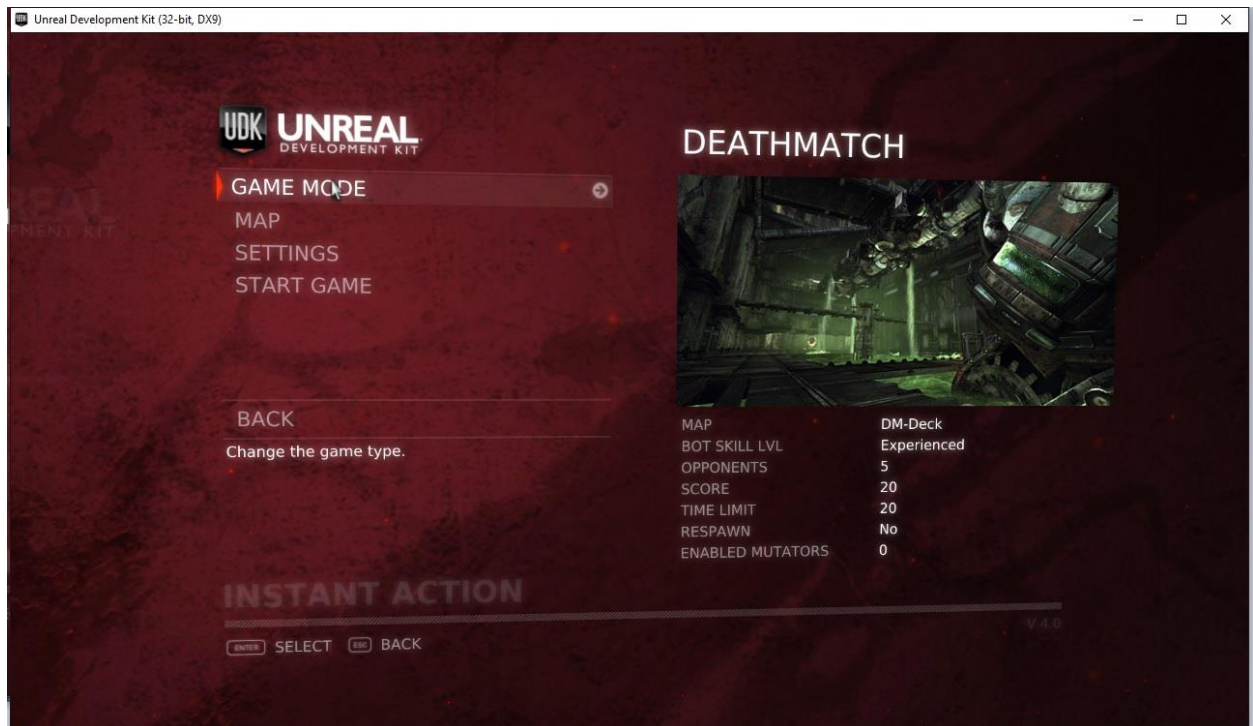 Unreal Development Kit (32-bit, DX9)
UDK UNREAL
DEVELOPMENT KIT
GAME MODE
MAP
SETTINGS
START GAME
BACK
Change the game type.
DEATHMATCH
MAP DM-Deck
BOT SKILL LVL Experienced
OPPONENTS 5
SCORE 20
TIME LIMIT 20
RESPAWN No
ENABLED MUTATORS 0
INSTANT ACTION
V 4.0
ENTER SELECT ESC BACK